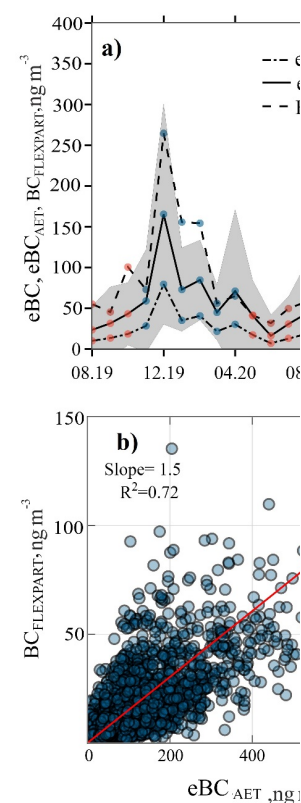 400
a)
350
300
250
200
150
100
50
0
eBC, eBC_AET, BC_FLEXPART, ng m⁻³
08.19 12.19 04.20
150
b)
Slope= 1.5
R²=0.72
100
50
BC_FLEXPART, ng m⁻³
0 200 400
eBC_AET ,ng